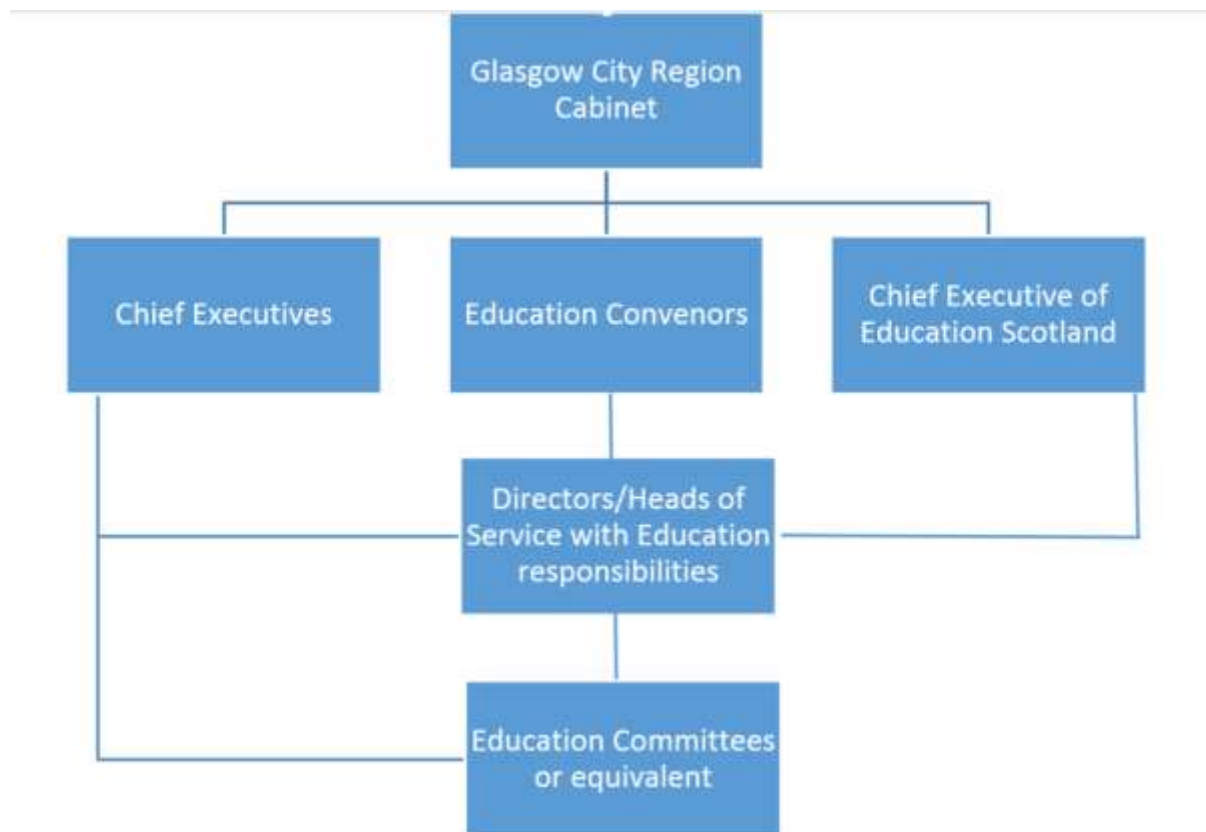 Glasgow City Region
Cabinet
Chief Executives
Education Convenors
Chief Executive of
Education Scotland
Directors/Heads of
Service with Education
responsibilities
Education Committees
or equivalent